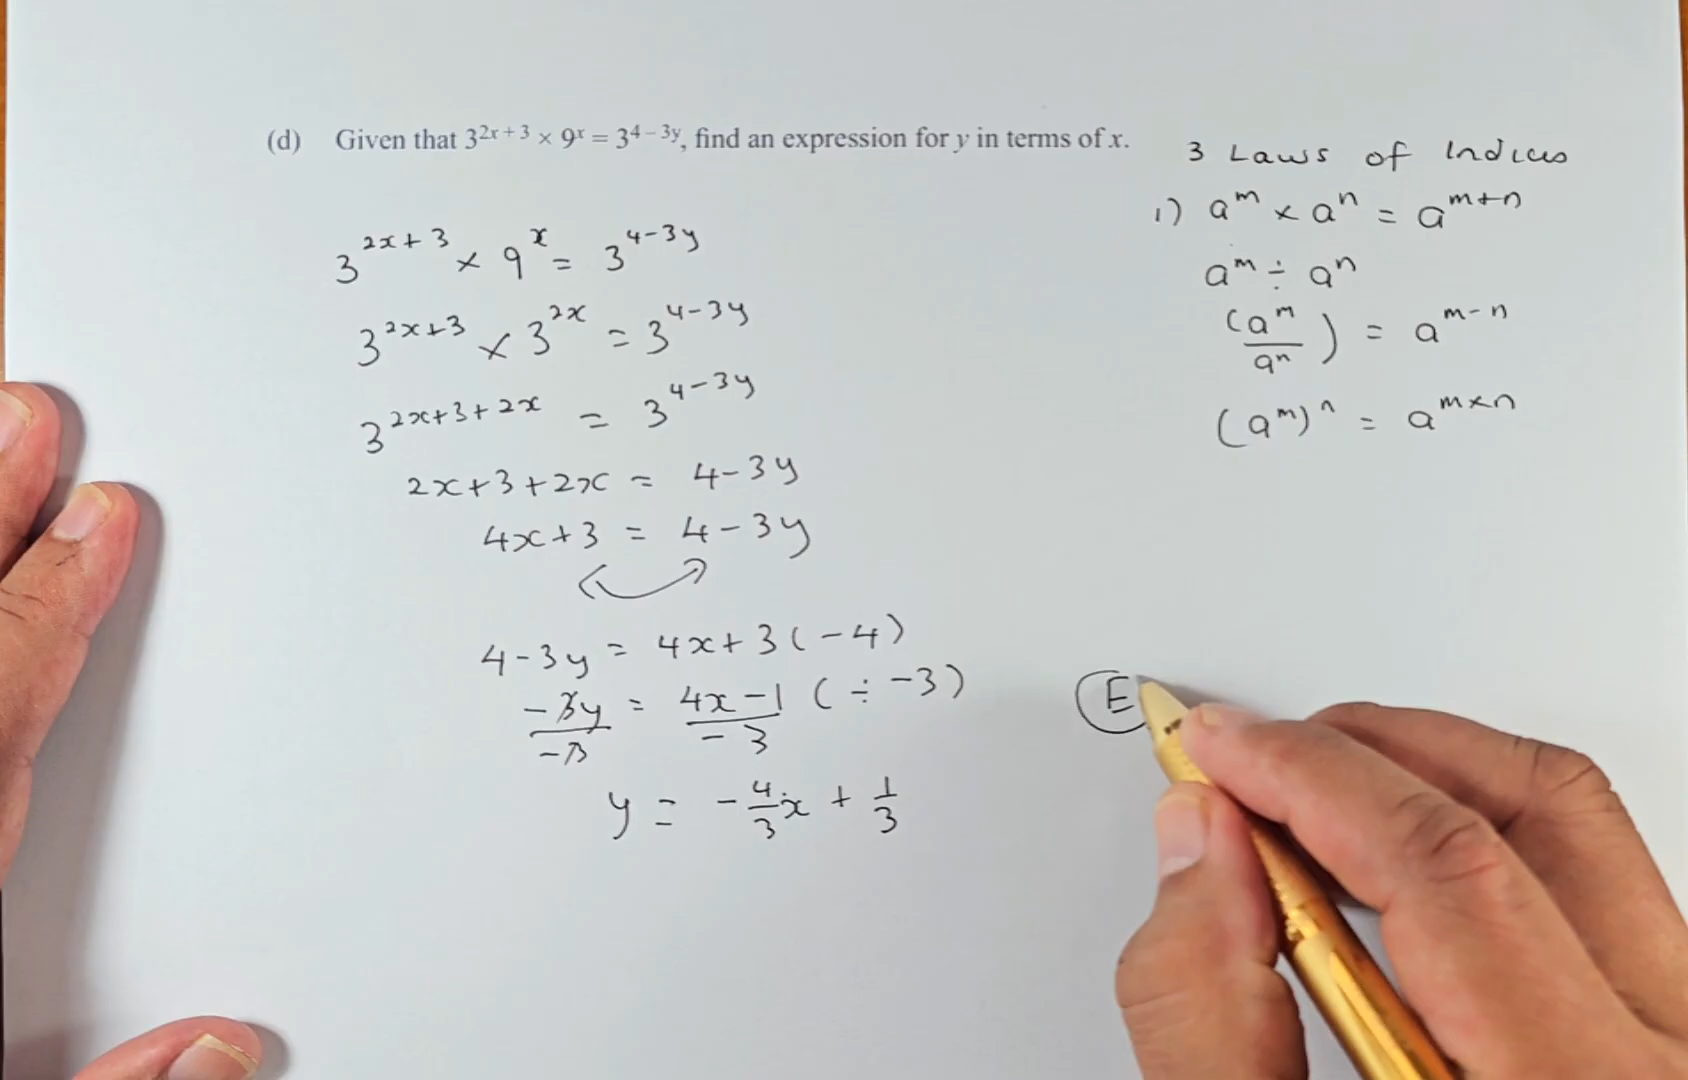 (d) Given that 3^{2x+3} × 9^x = 3^{4−3y}, find an expression for y in terms of x.
3^{2x+3} × 9^x = 3^{4-3y}
3^{2x+3} × 3^{2x} = 3^{4-3y}
3^{2x+3+2x} = 3^{4-3y}
2x+3+2x = 4-3y
4x+3 = 4-3y
4-3y = 4x+3 (-4)
-3y/-3 = 4x-1/-3 (÷ -3)
y = -4/3 x + 1/3
3 Laws of Indices
1) a^m × a^n = a^{m+n}
a^m ÷ a^n
(a^m/a^n) = a^{m-n}
(a^m)^n = a^{m×n}
E